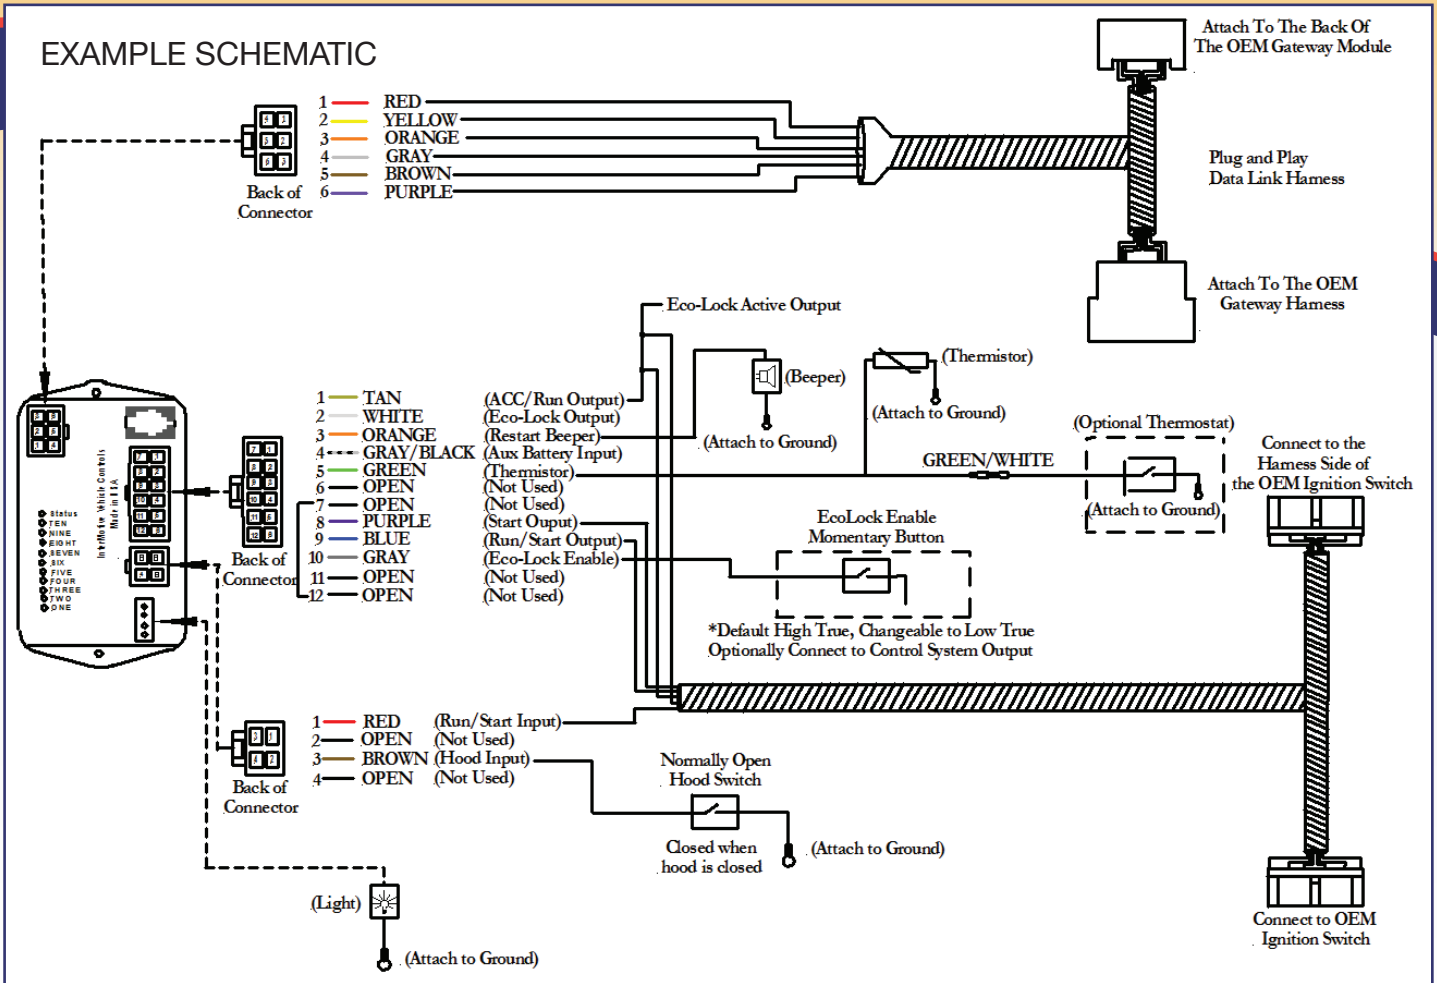 EXAMPLE SCHEMATIC
Attach To The Back Of
The OEM Gateway Module
1 RED
2 YELLOW
3 ORANGE
4 GRAY
5 BROWN
6 PURPLE
Back of
Connector
Plug and Play
Data Link Harness
Attach To The OEM
Gateway Harness
Eco-Lock Active Output
(Beeper)
(Attach to Ground)
(Thermistor)
(Attach to Ground)
1 TAN (ACC/Run Output)
2 WHITE (Eco-Lock Output)
3 ORANGE (Restart Beeper)
4 GRAY/BLACK (Aux Battery Input)
5 GREEN (Thermistor)
6 OPEN (Not Used)
7 OPEN (Not Used)
8 PURPLE (Start Ouput)
9 BLUE (Run/Start Output)
10 GRAY (Eco-Lock Enable)
11 OPEN (Not Used)
12 OPEN (Not Used)
Back of
Connector
GREEN/WHITE
(Optional Thermostat)
(Attach to Ground)
Connect to the
Harness Side of
the OEM Ignition Switch
EcoLock Enable
Momentary Button
*Default High True, Changeable to Low True
Optionally Connect to Control System Output
InterMotive Vehicle Controls
Made in USA
Status
TEN
NINE
EIGHT
SEVEN
SIX
FIVE
FOUR
THREE
TWO
ONE
1 RED (Run/Start Input)
2 OPEN (Not Used)
3 BROWN (Hood Input)
4 OPEN (Not Used)
Back of
Connector
Normally Open
Hood Switch
Closed when
hood is closed
(Attach to Ground)
(Light)
(Attach to Ground)
Connect to OEM
Ignition Switch